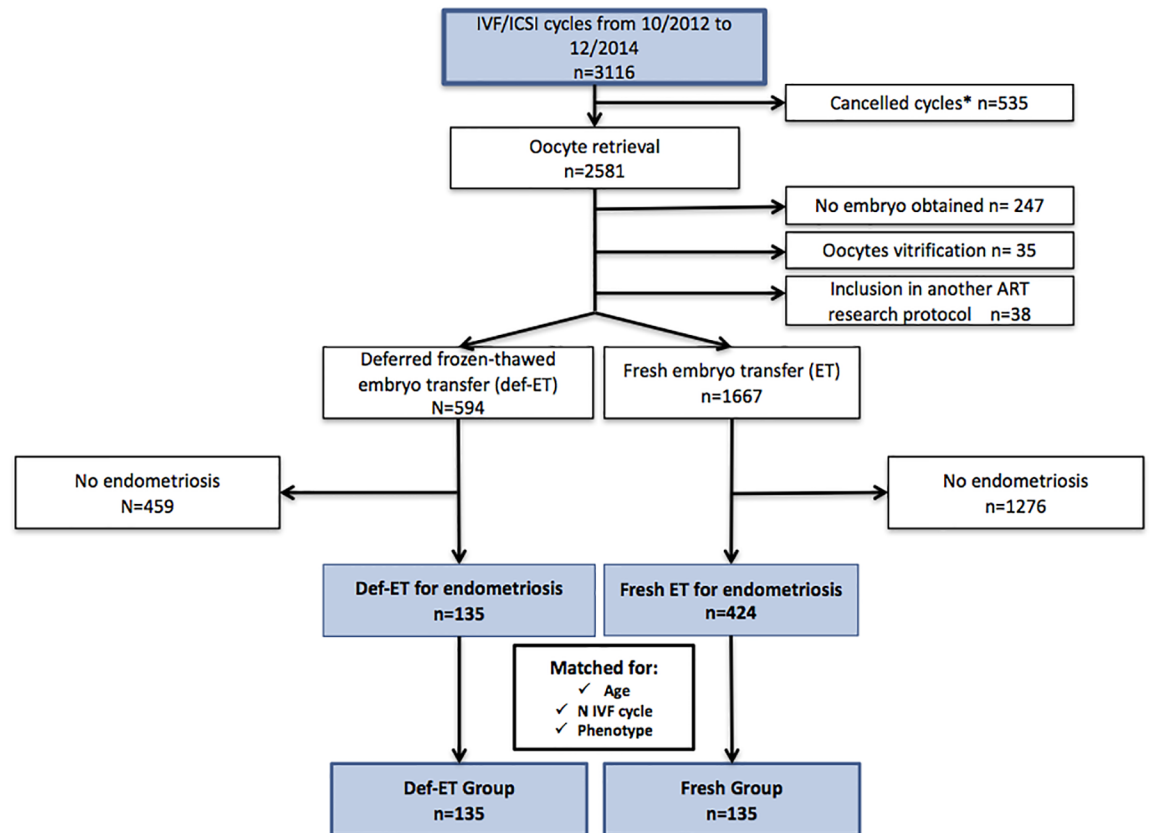 IVF/ICSI cycles from 10/2012 to
12/2014
n=3116
Cancelled cycles* n=535
Oocyte retrieval
n=2581
No embryo obtained n= 247
Oocytes vitrification n= 35
Inclusion in another ART
research protocol n=38
Deferred frozen-thawed
embryo transfer (def-ET)
N=594
Fresh embryo transfer (ET)
n=1667
No endometriosis
N=459
No endometriosis
n=1276
Def-ET for endometriosis
n=135
Fresh ET for endometriosis
n=424
Matched for:
✓ Age
✓ N IVF cycle
✓ Phenotype
Def-ET Group
n=135
Fresh Group
n=135